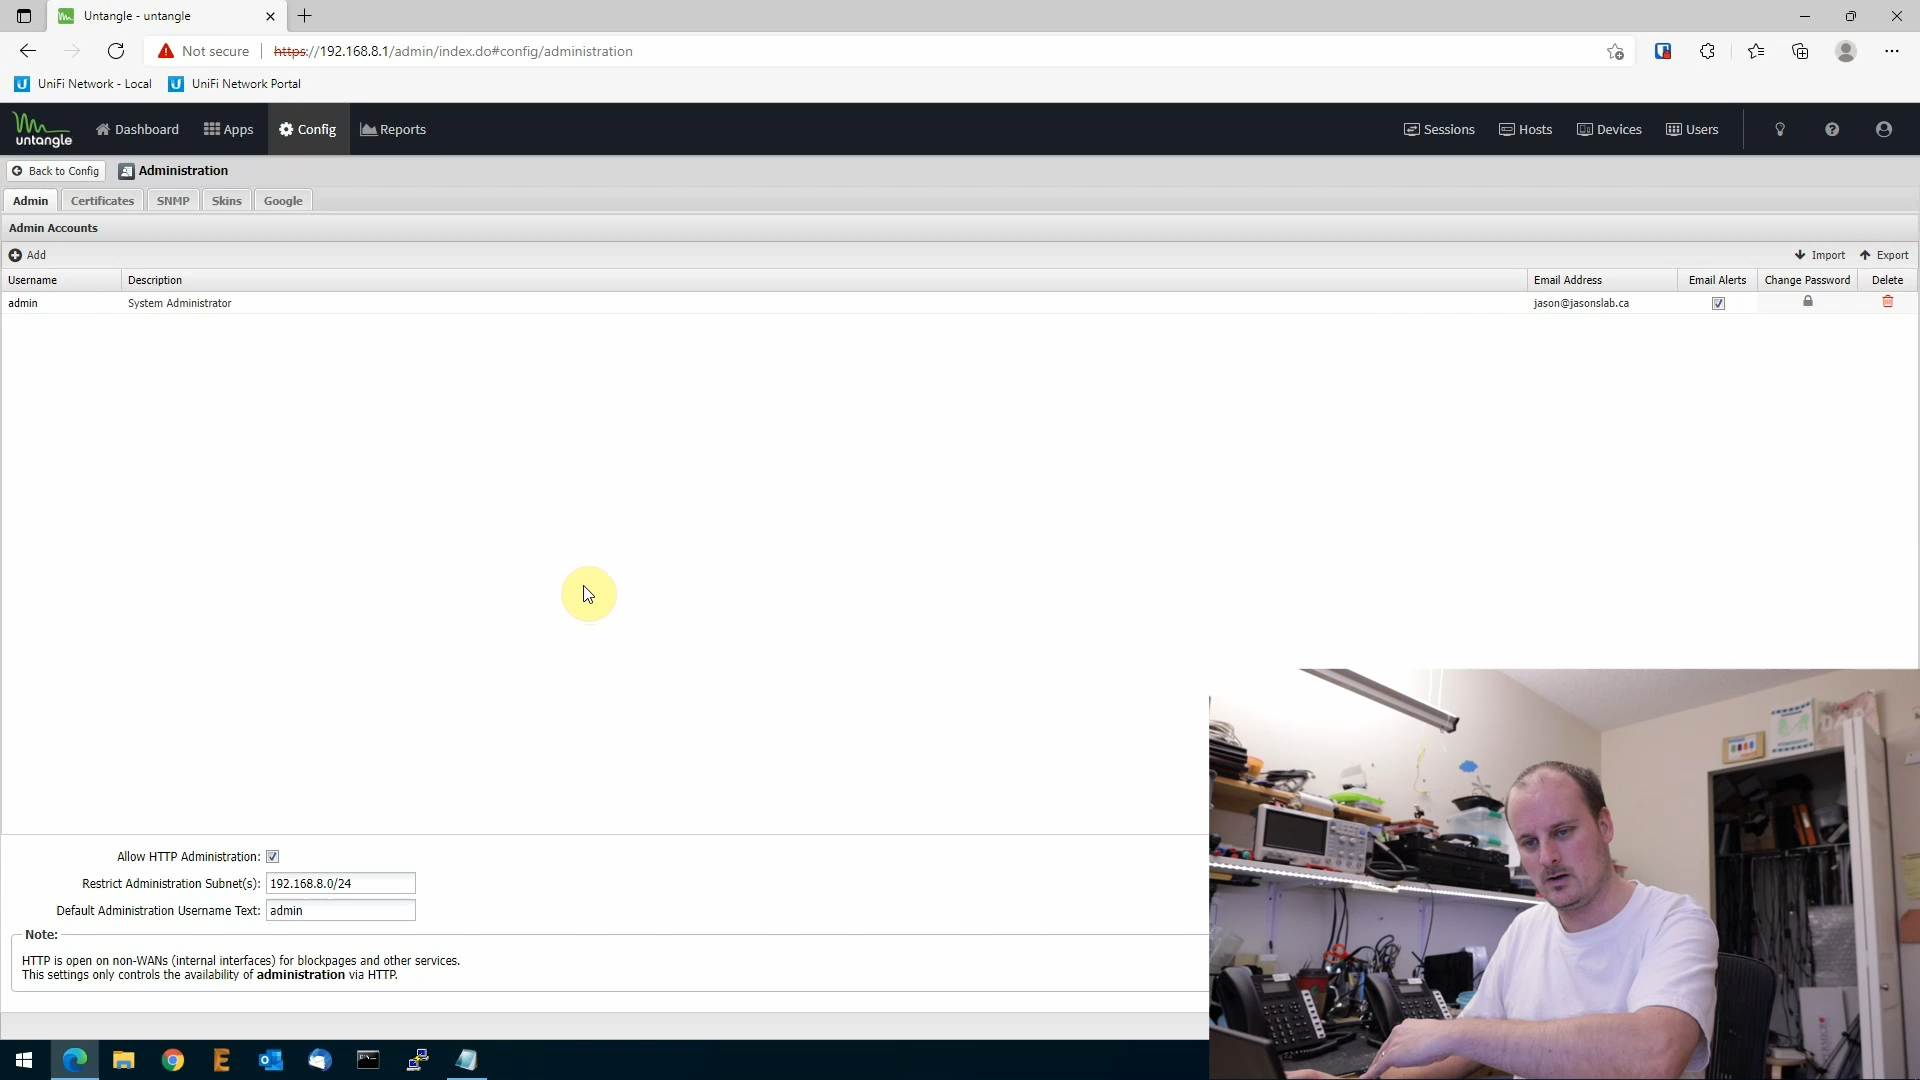 Untangle - untangle
Not secure https://192.168.8.1/admin/index.do#config/administration
UniFi Network - Local UniFi Network Portal
untangle Dashboard Apps Config Reports Sessions Hosts Devices Users
Back to Config Administration
Admin Certificates SNMP Skins Google
Admin Accounts
Add Import Export
Username Description Email Address Email Alerts Change Password Delete
admin System Administrator jason@jasonslab.ca
Allow HTTP Administration:
Restrict Administration Subnet(s): 192.168.8.0/24
Default Administration Username Text: admin
Note:
HTTP is open on non-WANs (internal interfaces) for blockpages and other services.
This settings only controls the availability of administration via HTTP.